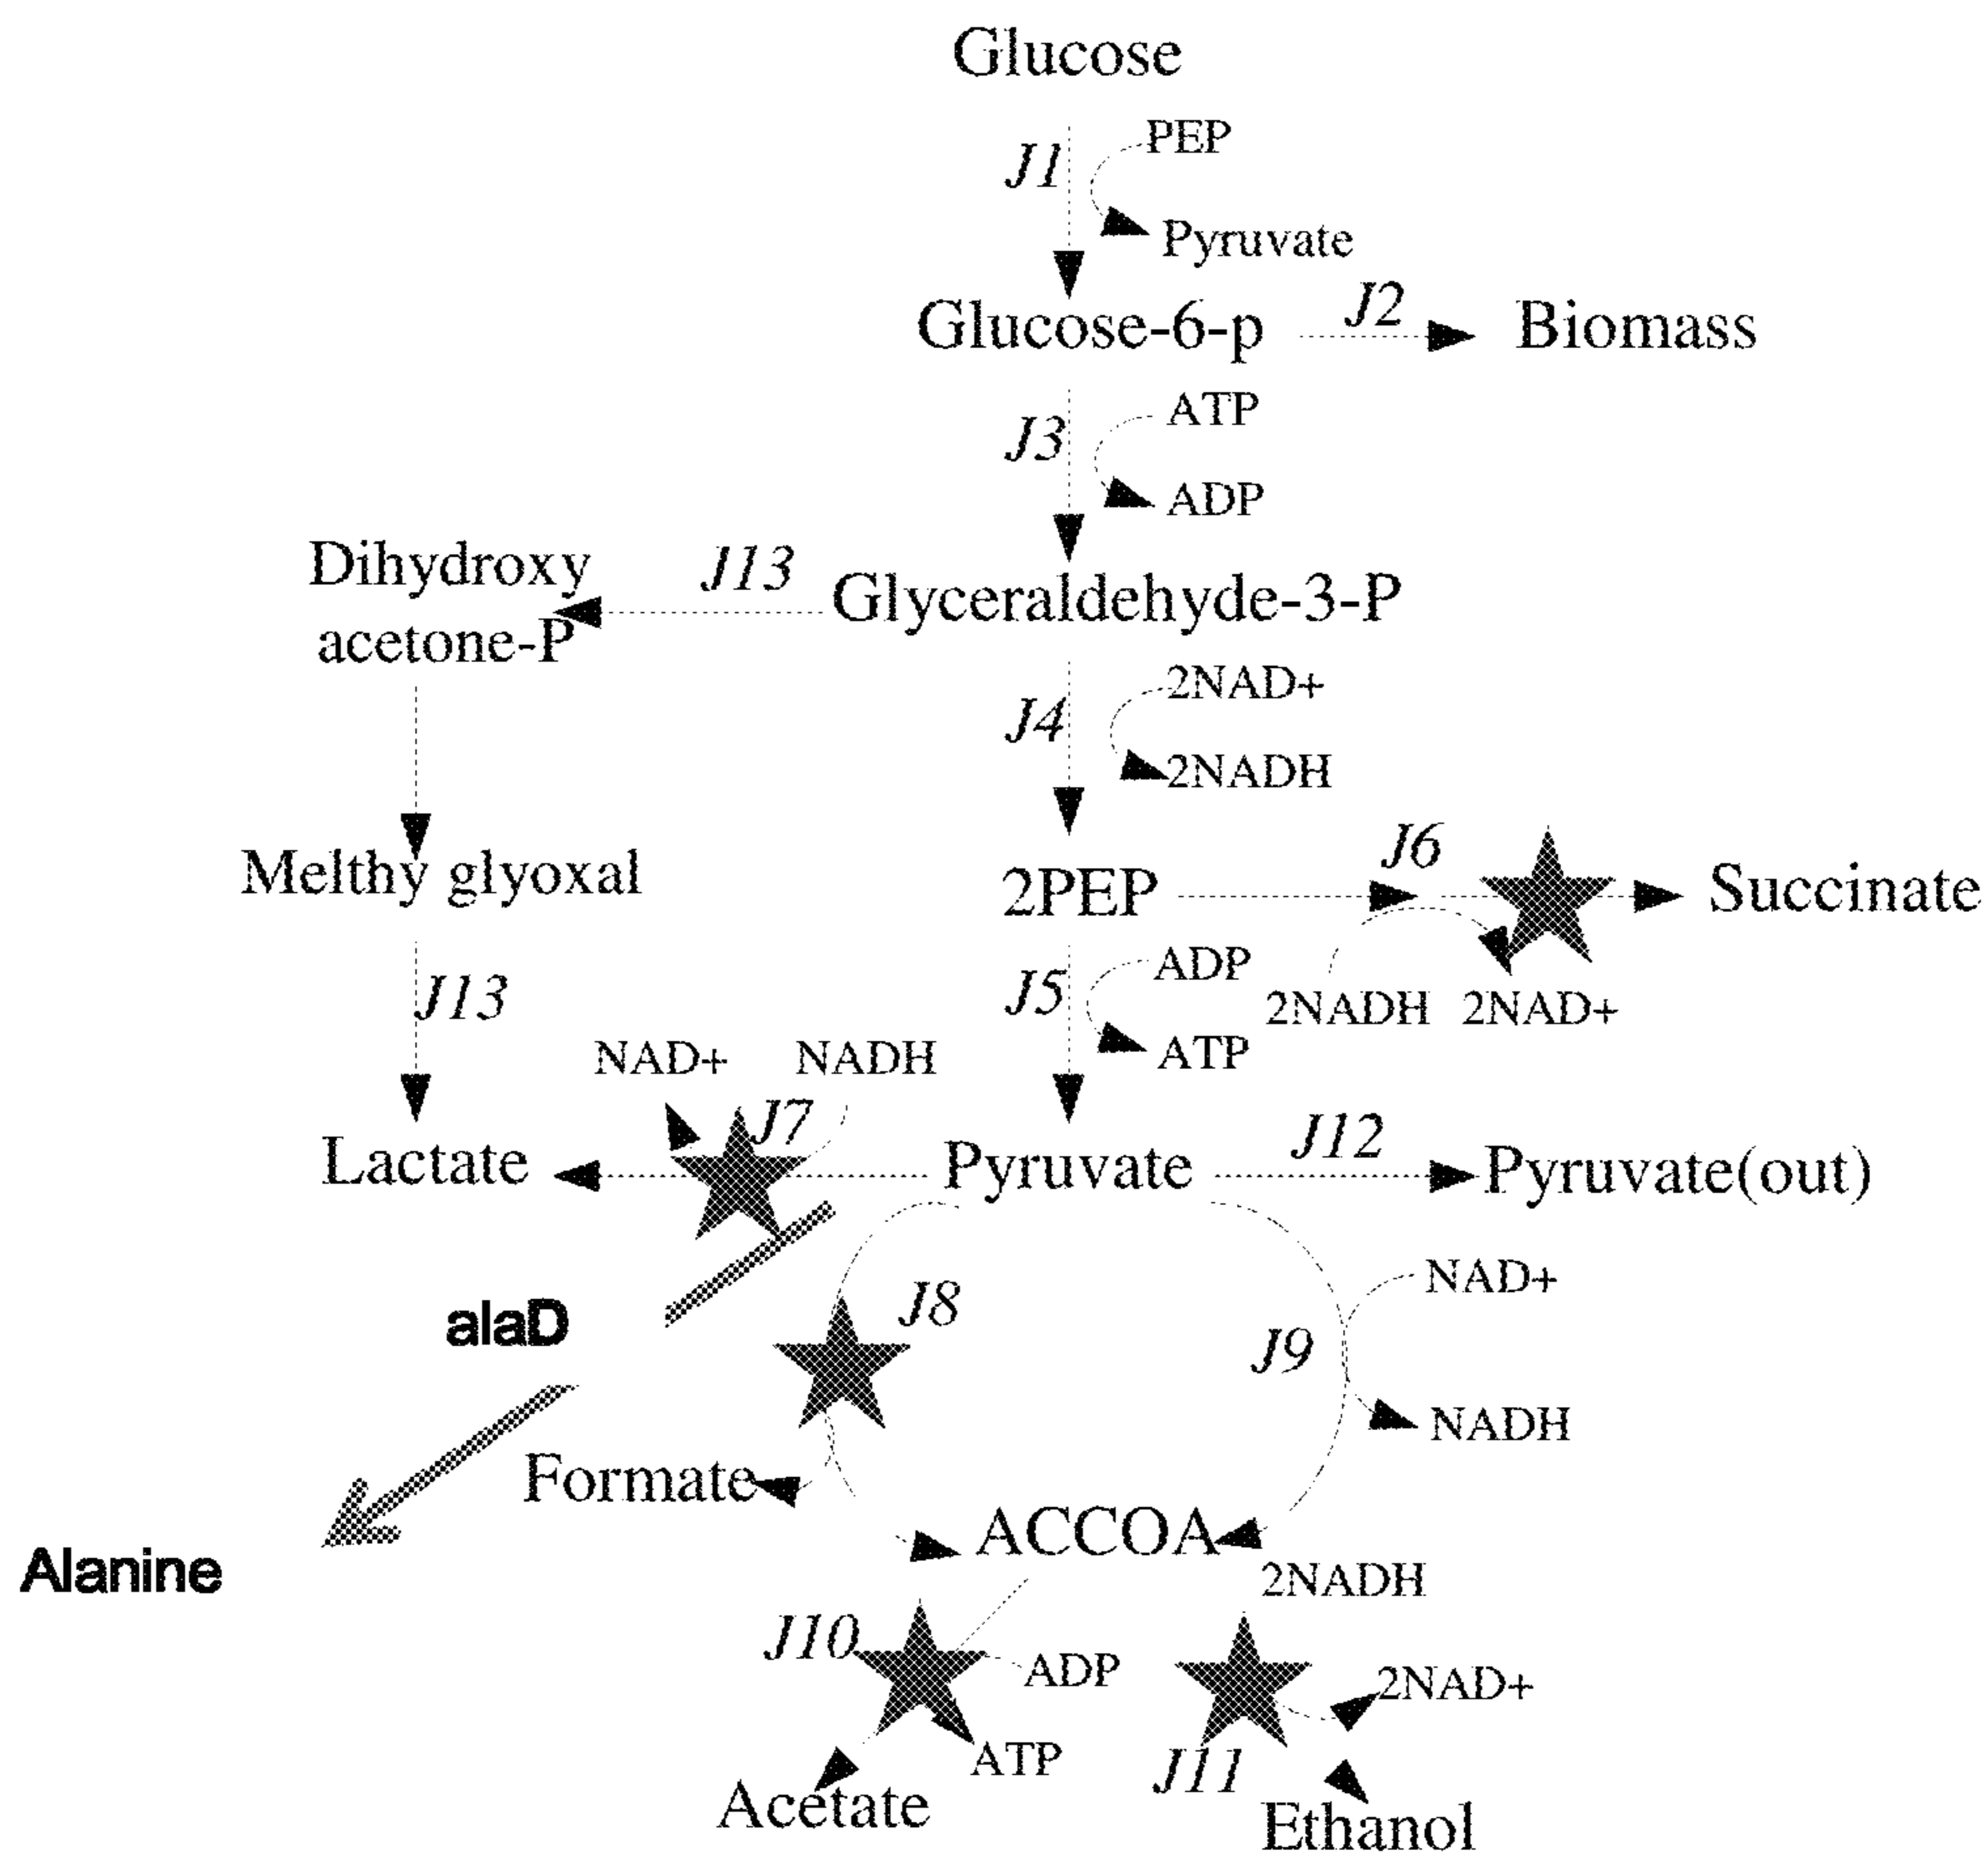 Glucose
J1
PEP
Pyruvate
Glucose-6-p
J2
Biomass
J3
ATP
ADP
Dihydroxy
acetone-P
J13
Glyceraldehyde-3-P
J4
2NAD+
2NADH
Melthy glyoxal
2PEP
J6
Succinate
J13
J5
ADP
ATP
2NADH
2NAD+
NAD+
NADH
J7
Lactate
Pyruvate
J12
Pyruvate(out)
alaD
J8
J9
NAD+
NADH
Formate
Alanine
ACCOA
2NADH
J10
ADP
ATP
2NAD+
J11
Acetate
Ethanol